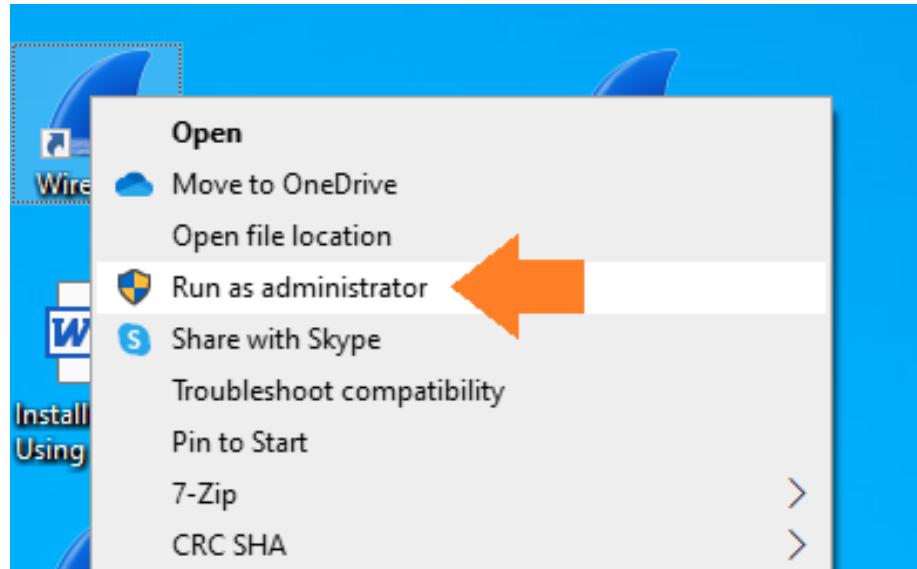 Open
Wire
Move to OneDrive
Open file location
Run as administrator
W
S
Share with Skype
Troubleshoot compatibility
Install
Using
Pin to Start
7-Zip
CRC SHA